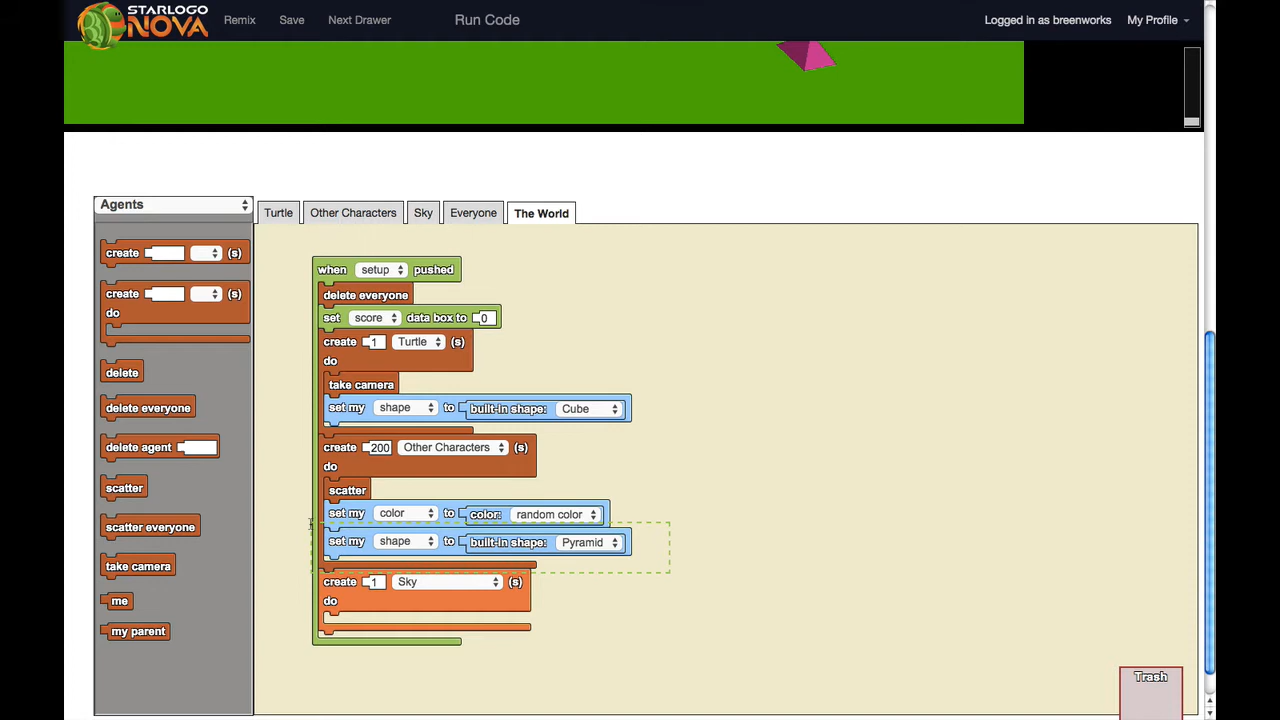 STARLOGO
NOVA
Remix Save Next Drawer Run Code Logged in as breenworks My Profile
Agents
Turtle Other Characters Sky Everyone The World
create (s)
create (s)
do
delete
delete everyone
delete agent
scatter
scatter everyone
take camera
me
my parent
when setup pushed
delete everyone
set score data box to 0
create 1 Turtle (s)
do
take camera
set my shape to built-in shape: Cube
create 200 Other Characters (s)
do
scatter
set my color to color: random color
set my shape to built-in shape: Pyramid
create 1 Sky (s)
do
Trash